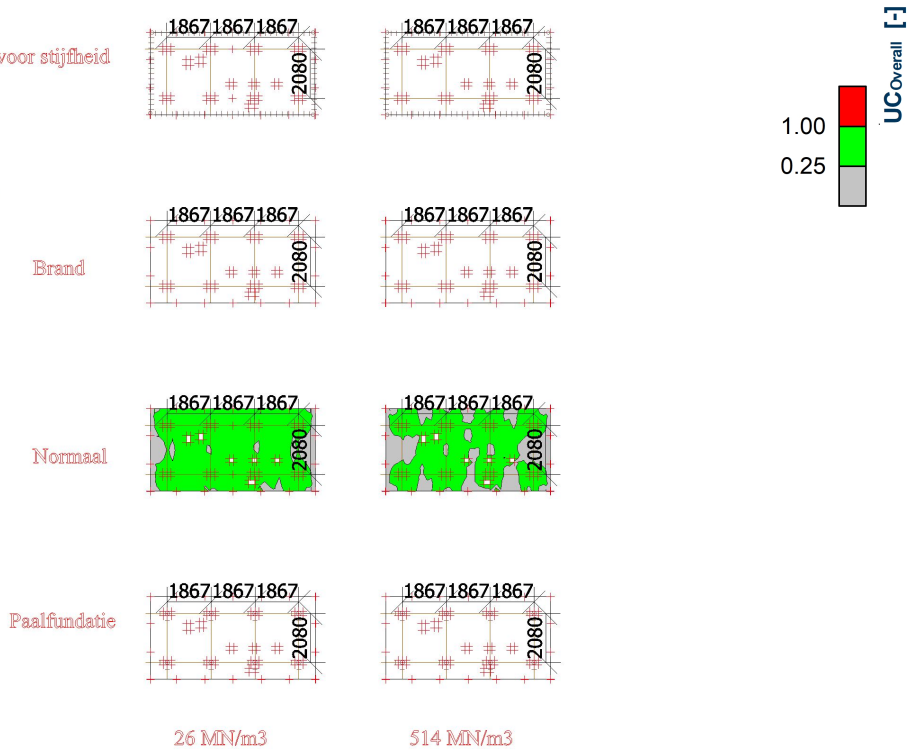 1867 1867 1867
1867 1867 1867
voor stijfheid
2080
2080
UCOverall [-]
1.00
0.25
1867 1867 1867
1867 1867 1867
Brand
2080
2080
1867 1867 1867
1867 1867 1867
Normaal
2080
2080
1867 1867 1867
1867 1867 1867
Paalfundatie
2080
2080
26 MN/m3
514 MN/m3